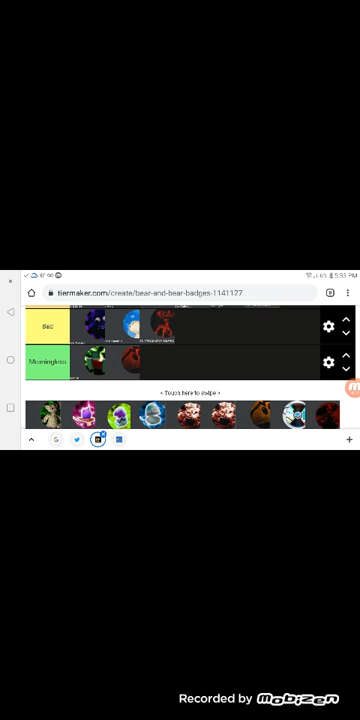 5:33 PM
tiermaker.com/create/bear-and-bear-badges-1141127
Bad
Meaningless
< Touch here to swipe >
Recorded by Mobizen